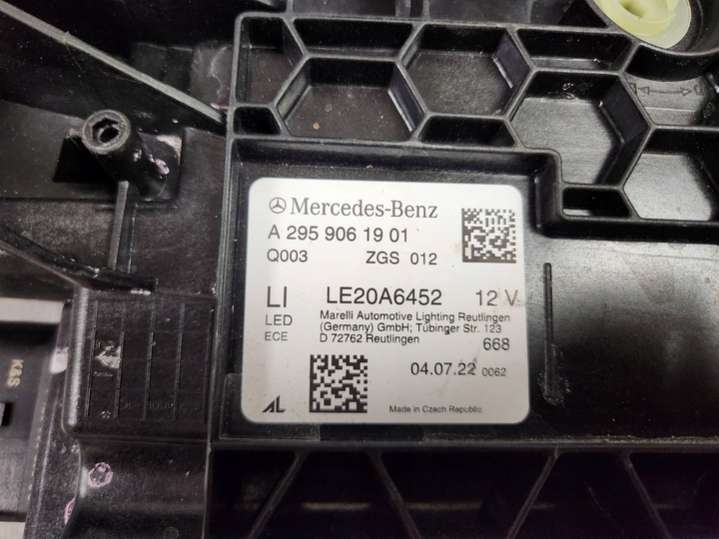 Mercedes-Benz
A 295 906 19 01
Q003 ZGS 012
LI LE20A6452 12 V
LED Marelli Automotive Lighting Reutlingen
ECE (Germany) GmbH; Tübinger Str. 123
D 72762 Reutlingen 668
04.07.22 0062
AL Made in Czech Republic
K&S